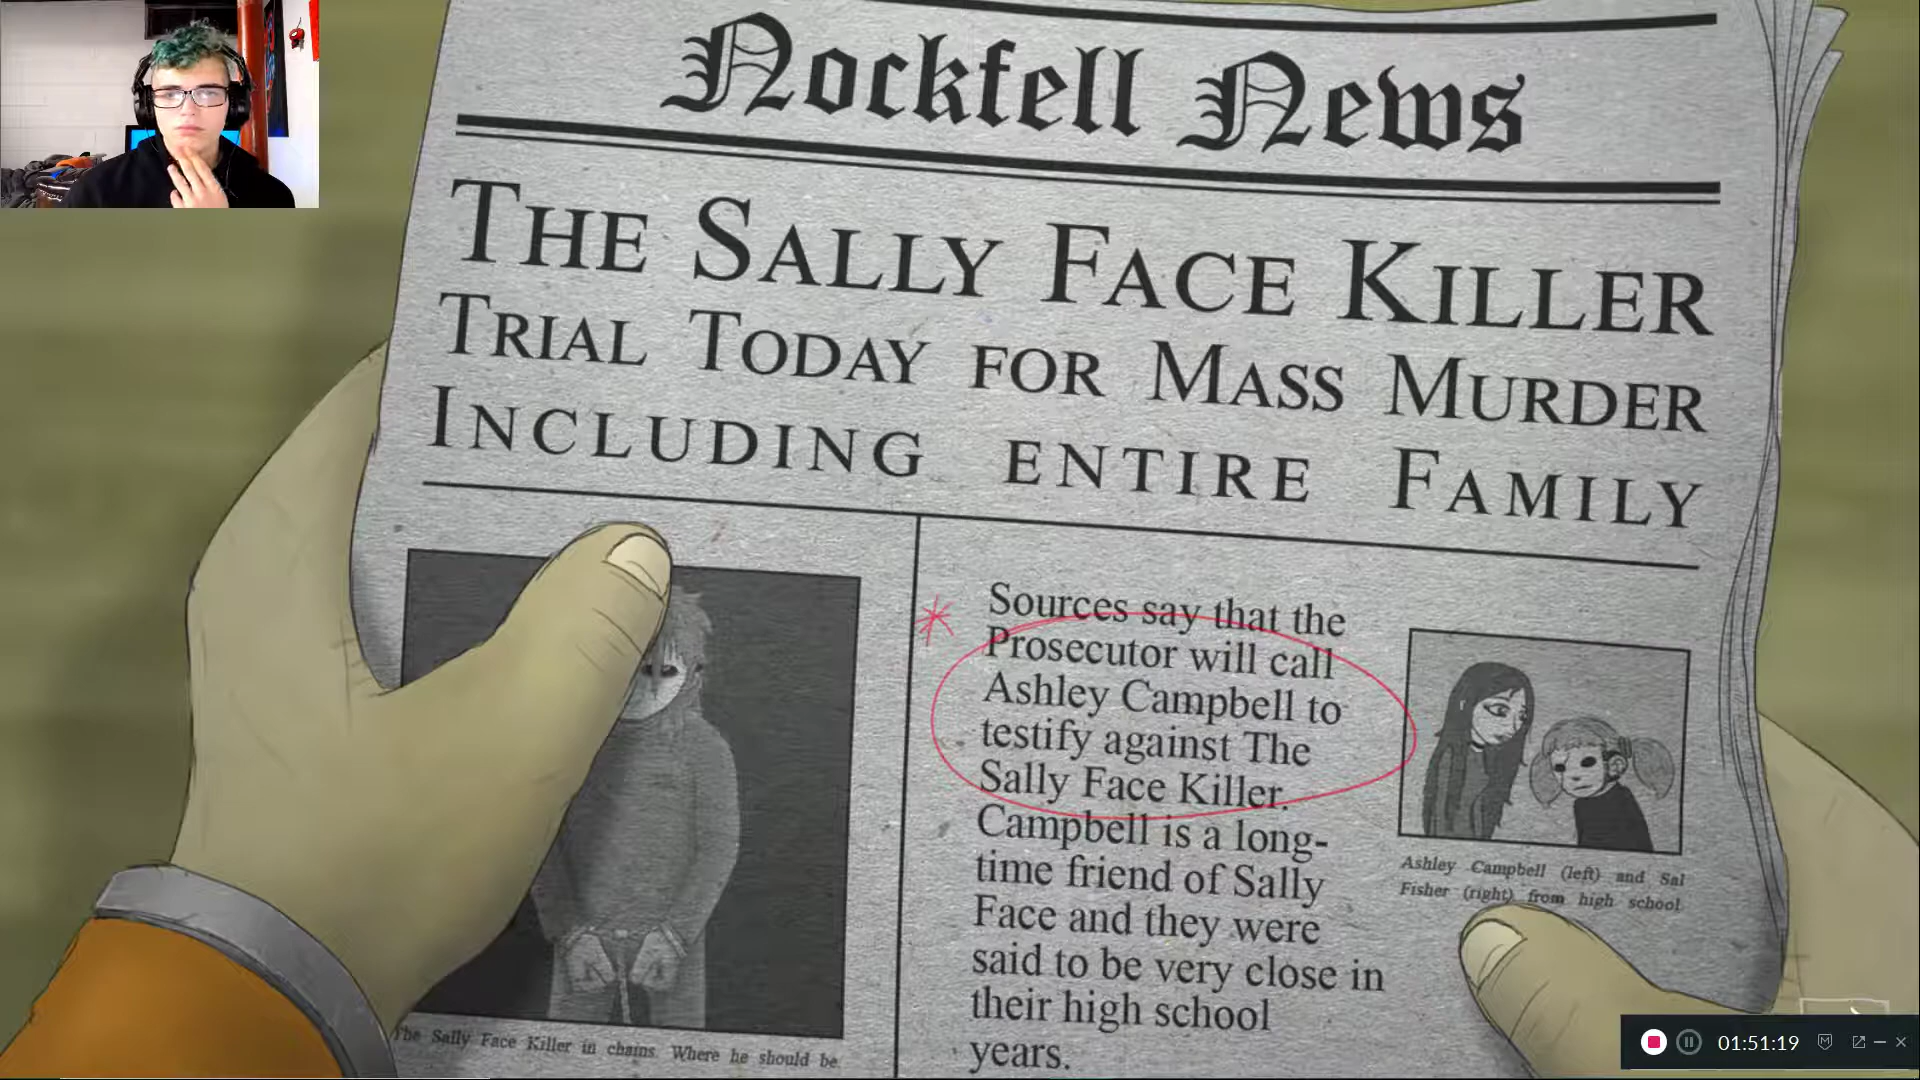 Nockfell News
THE SALLY FACE KILLER
TRIAL TODAY FOR MASS MURDER
INCLUDING ENTIRE FAMILY
Sources say that the
Prosecutor will call
Ashley Campbell to
testify against The
Sally Face Killer.
Campbell is a long-
time friend of Sally
Face and they were
said to be very close in
their high school
years.
Ashley Campbell (left) and Sal
Fisher (right) from high school
The Sally Face Killer in chains. Where he should be
01:51:19